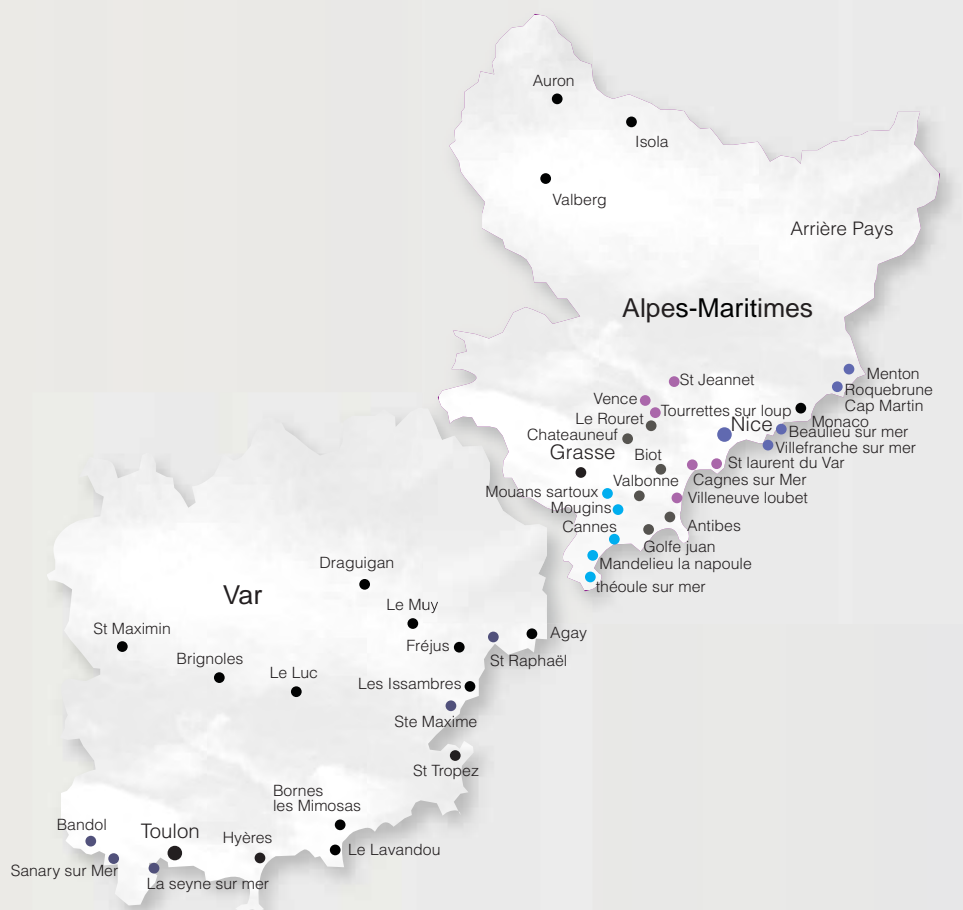 Auron
Isola
Valberg
Arrière Pays
Alpes-Maritimes
Menton
St Jeannet
Roquebrune
Cap Martin
Vence
Tourrettes sur loup
Le Rouret
Monaco
Nice
Beaulieu sur mer
Chateauneuf
Villefranche sur mer
Grasse
Biot
St laurent du Var
Cagnes sur Mer
Valbonne
Mouans sartoux
Villeneuve loubet
Mougins
Cannes
Antibes
Golfe juan
Mandelieu la napoule
théoule sur mer
Draguigan
Var
Le Muy
St Maximin
Agay
Fréjus
St Raphaël
Brignoles
Le Luc
Les Issambres
Ste Maxime
St Tropez
Bornes
les Mimosas
Bandol
Toulon
Hyères
Le Lavandou
Sanary sur Mer
La seyne sur mer